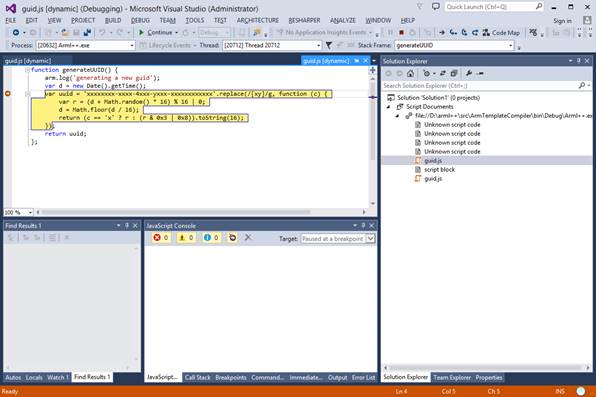 guid.js [dynamic] (Debugging) - Microsoft Visual Studio (Administrator)
Quick Launch (Ctrl+Q)
FILE EDIT VIEW PROJECT BUILD DEBUG TEAM TOOLS TEST ARCHITECTURE RESHARPER ANALYZE WINDOW HELP
Sign in
Continue
Debug
No Application Insights Events
Code Map
Process: [20632] Arml++.exe
Lifecycle Events
Thread: [20712] Thread 20712
Stack Frame: generateUUID
guid.js [dynamic]
guid.js [dynamic]
function generateUUID() {
arm.log('generating a new guid');
var d = new Date().getTime();
var uuid = 'xxxxxxxx-xxxx-4xxx-yxxx-xxxxxxxxxxxx'.replace(/[xy]/g, function (c) {
var r = (d + Math.random() * 16) % 16 | 0;
d = Math.floor(d / 16);
return (c == 'x' ? r : (r & 0x3 | 0x8)).toString(16);
});
return uuid;
};
100 %
Solution Explorer
Search Solution Explorer (Ctrl+;)
Solution 'Solution1' (0 projects)
Script Documents
file:///D:/arml++\src\ArmTemplateCompiler\bin\Debug\Arml++.e
Unknown script code
Unknown script code
Unknown script code
Unknown script code
guid.js
script block
guid.js
Find Results 1
JavaScript Console
0 0 0
Target: Paused at a breakpoint
Autos Locals Watch 1 Find Results 1
JavaScript... Call Stack Breakpoints Command... Immediate... Output Error List
Solution Explorer Team Explorer Properties
Ready
Ln 4 Col 5 Ch 5 INS